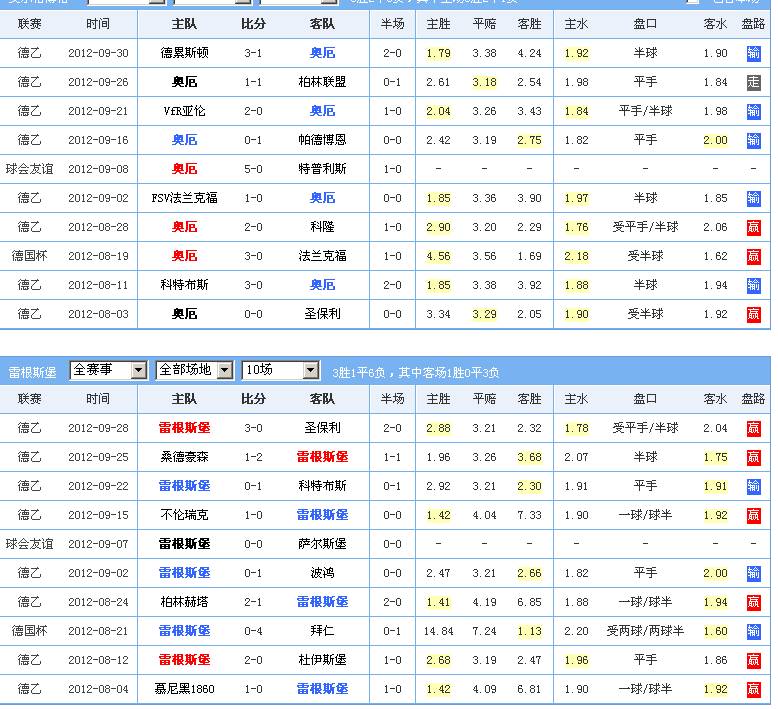 联赛 时间 主队 比分 客队 半场 主胜 平赔 客胜 主水 盘口 客水 盘路
德乙 2012-09-30 德累斯顿 3-1 奥厄 2-0 1.79 3.38 4.24 1.92 半球 1.90 输
德乙 2012-09-26 奥厄 1-1 柏林联盟 0-1 2.61 3.18 2.54 1.98 平手 1.84 走
德乙 2012-09-21 VfR亚伦 2-0 奥厄 1-0 2.04 3.26 3.43 1.84 平手/半球 1.98 输
德乙 2012-09-16 奥厄 0-1 帕德博恩 0-0 2.42 3.19 2.75 1.82 平手 2.00 输
球会友谊 2012-09-08 奥厄 5-0 特普利斯 1-0 - - - - - - -
德乙 2012-09-02 FSV法兰克福 1-0 奥厄 0-0 1.85 3.36 3.90 1.97 半球 1.85 输
德乙 2012-08-28 奥厄 2-0 科隆 1-0 2.90 3.20 2.29 1.76 受平手/半球 2.06 赢
德国杯 2012-08-19 奥厄 3-0 法兰克福 1-0 4.56 3.56 1.69 2.18 受半球 1.62 赢
德乙 2012-08-11 科特布斯 3-0 奥厄 2-0 1.85 3.38 3.92 1.88 半球 1.94 输
德乙 2012-08-03 奥厄 0-0 圣保利 0-0 3.34 3.29 2.05 1.90 受半球 1.92 赢
雷根斯堡 全赛事 全部场地 10场 3胜1平6负，其中客场1胜0平3负
联赛 时间 主队 比分 客队 半场 主胜 平赔 客胜 主水 盘口 客水 盘路
德乙 2012-09-28 雷根斯堡 3-0 圣保利 2-0 2.88 3.21 2.32 1.78 受平手/半球 2.04 赢
德乙 2012-09-25 桑德豪森 1-2 雷根斯堡 1-1 1.96 3.26 3.68 2.07 半球 1.75 赢
德乙 2012-09-22 雷根斯堡 0-1 科特布斯 0-1 2.92 3.21 2.30 1.91 平手 1.91 输
德乙 2012-09-15 不伦瑞克 1-0 雷根斯堡 0-0 1.42 4.04 7.33 1.90 一球/球半 1.92 赢
球会友谊 2012-09-07 雷根斯堡 0-0 萨尔斯堡 0-0 - - - - - - -
德乙 2012-09-02 雷根斯堡 0-1 波鸿 0-0 2.47 3.21 2.66 1.82 平手 2.00 输
德乙 2012-08-24 柏林赫塔 2-1 雷根斯堡 2-0 1.41 4.19 6.85 1.88 一球/球半 1.94 赢
德国杯 2012-08-21 雷根斯堡 0-4 拜仁 0-1 14.84 7.24 1.13 2.20 受两球/两球半 1.60 输
德乙 2012-08-12 雷根斯堡 2-0 杜伊斯堡 1-0 2.68 3.19 2.47 1.96 平手 1.86 赢
德乙 2012-08-04 慕尼黑1860 1-0 雷根斯堡 1-0 1.42 4.09 6.81 1.90 一球/球半 1.92 赢